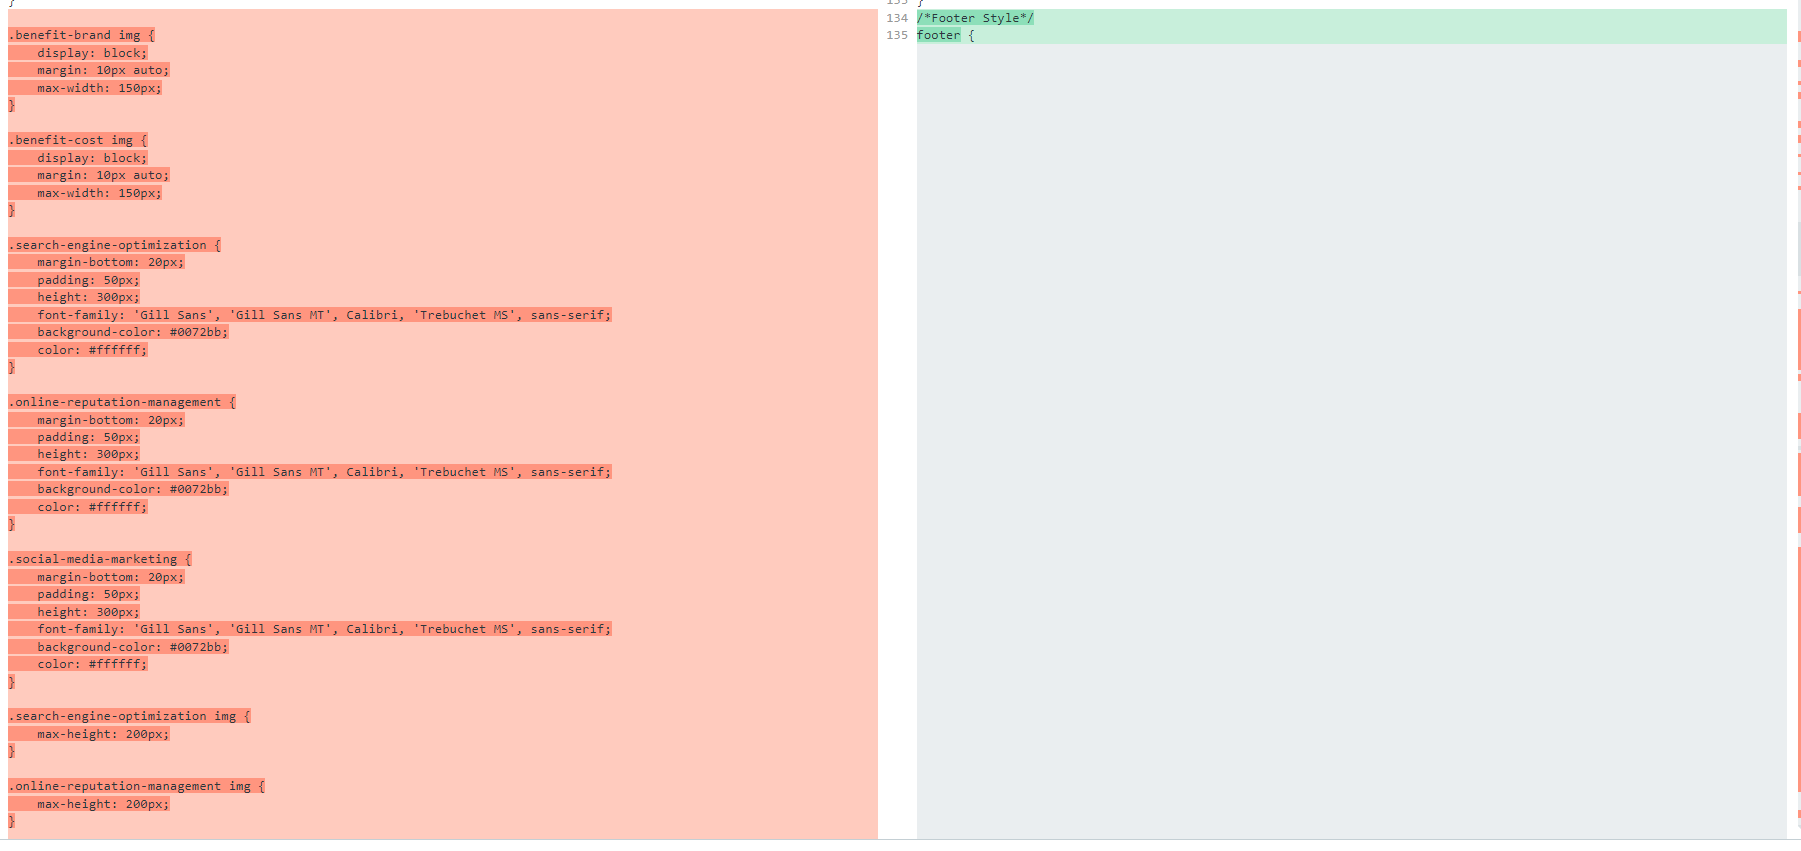 }
.benefit-brand img {
    display: block;
    margin: 10px auto;
    max-width: 150px;
}
.benefit-cost img {
    display: block;
    margin: 10px auto;
    max-width: 150px;
}
.search-engine-optimization {
    margin-bottom: 20px;
    padding: 50px;
    height: 300px;
    font-family: 'Gill Sans', 'Gill Sans MT', Calibri, 'Trebuchet MS', sans-serif;
    background-color: #0072bb;
    color: #ffffff;
}
.online-reputation-management {
    margin-bottom: 20px;
    padding: 50px;
    height: 300px;
    font-family: 'Gill Sans', 'Gill Sans MT', Calibri, 'Trebuchet MS', sans-serif;
    background-color: #0072bb;
    color: #ffffff;
}
.social-media-marketing {
    margin-bottom: 20px;
    padding: 50px;
    height: 300px;
    font-family: 'Gill Sans', 'Gill Sans MT', Calibri, 'Trebuchet MS', sans-serif;
    background-color: #0072bb;
    color: #ffffff;
}
.search-engine-optimization img {
    max-height: 200px;
}
.online-reputation-management img {
    max-height: 200px;
}
133 }
134 /*Footer Style*/
135 footer {